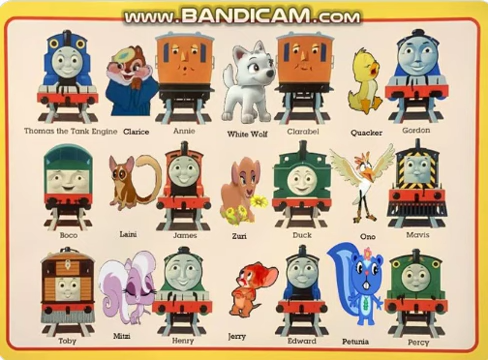 www.BANDICAM.com
Thomas the Tank Engine Clarice Annie White Wolf Clarabel Quacker Gordon
Boco Laini James Zuri Duck Ono Mavis
Toby Mitzi Henry Jerry Edward Petunia Percy